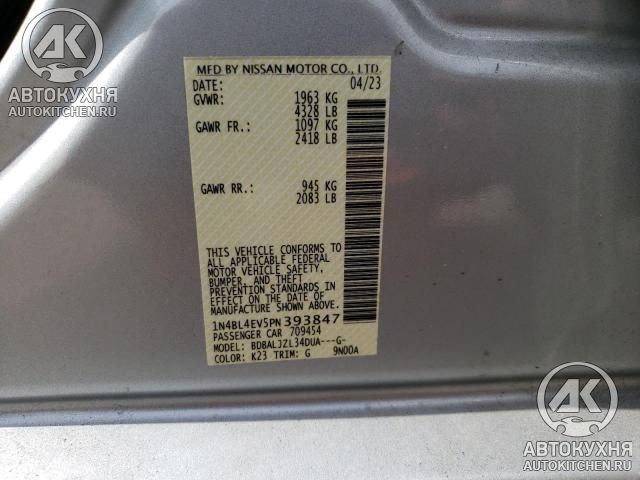 AK
АВТОКУХНЯ
AUTOKITCHEN.RU
MFD BY NISSAN MOTOR CO., LTD.
DATE: 04/23
GVWR: 1963 KG
4328 LB
GAWR FR.: 1097 KG
2418 LB
GAWR RR.: 945 KG
2083 LB
THIS VEHICLE CONFORMS TO
ALL APPLICABLE FEDERAL
MOTOR VEHICLE SAFETY,
BUMPER, AND THEFT
PREVENTION STANDARDS IN
EFFECT ON THE DATE OF
MANUFACTURE SHOWN ABOVE.
1N4BL4EV5PN393847
PASSENGER CAR 709454
MODEL: BDBALJZL34DUA---G-
COLOR: K23 TRIM: G 9N00A
AK
АВТОКУХНЯ
AUTOKITCHEN.RU